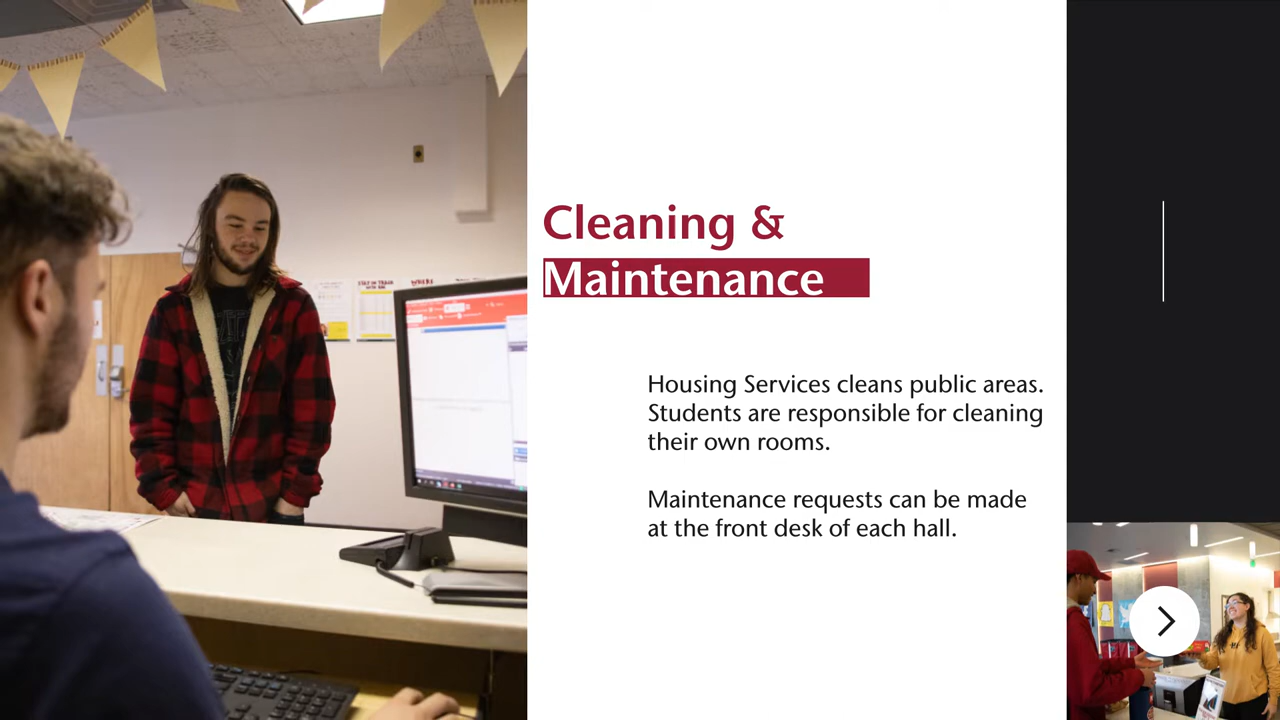 Cleaning &
Maintenance
Housing Services cleans public areas.
Students are responsible for cleaning
their own rooms.
Maintenance requests can be made
at the front desk of each hall.